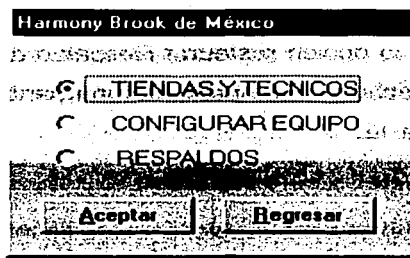 Harmony Brook de México
TIENDAS Y TECNICOS
CONFIGURAR EQUIPO
RESPALDOS
Aceptar Regresar